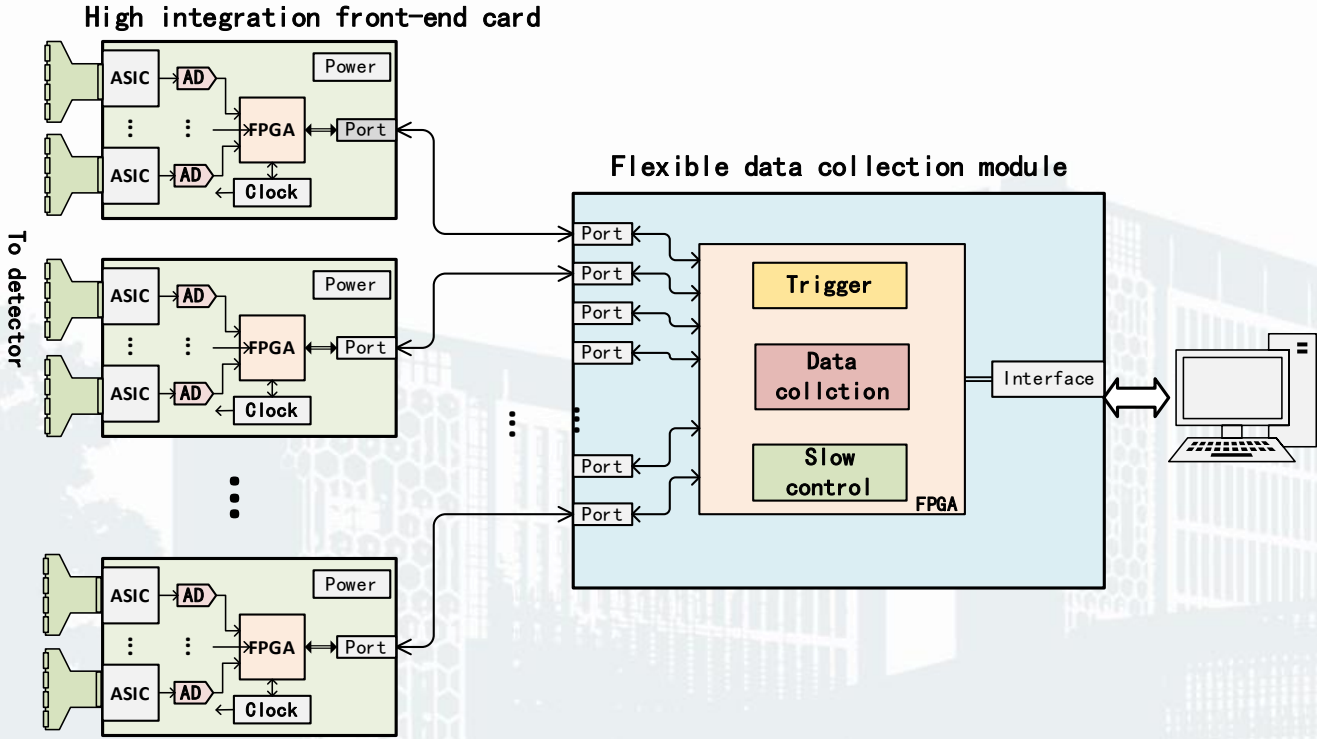 High integration front-end card
ASIC
AD
Power
FPGA
Port
ASIC
AD
Clock
To detector
ASIC
AD
Power
FPGA
Port
ASIC
AD
Clock
ASIC
AD
Power
FPGA
Port
ASIC
AD
Clock
Flexible data collection module
Port
Port
Port
Port
Port
Port
Trigger
Data
collction
Slow
control
FPGA
Interface